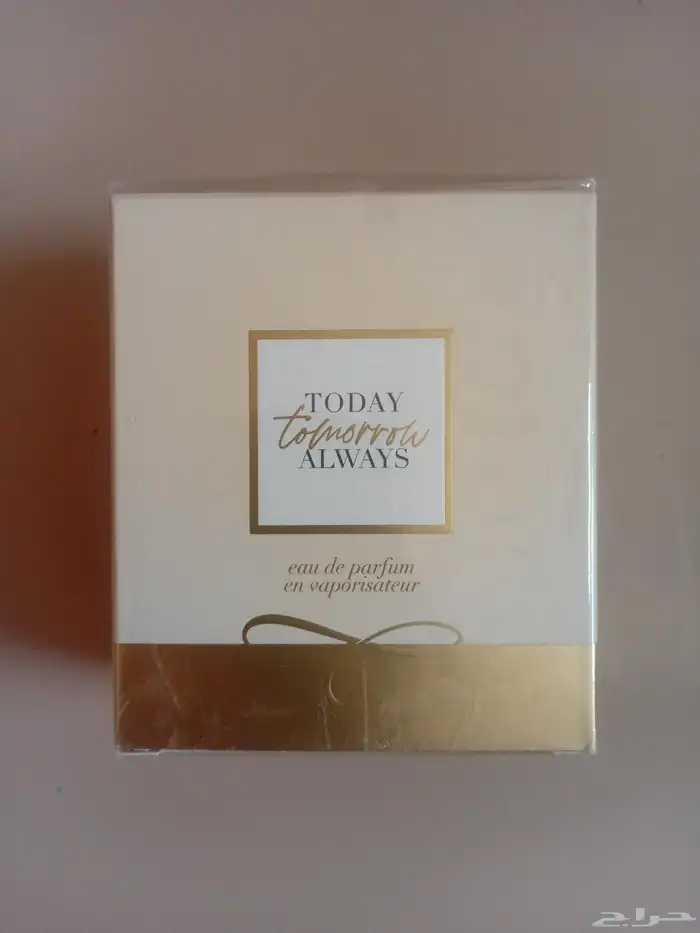 TODAY
tomorrow
ALWAYS
eau de parfum
en vaporisateur
حراج